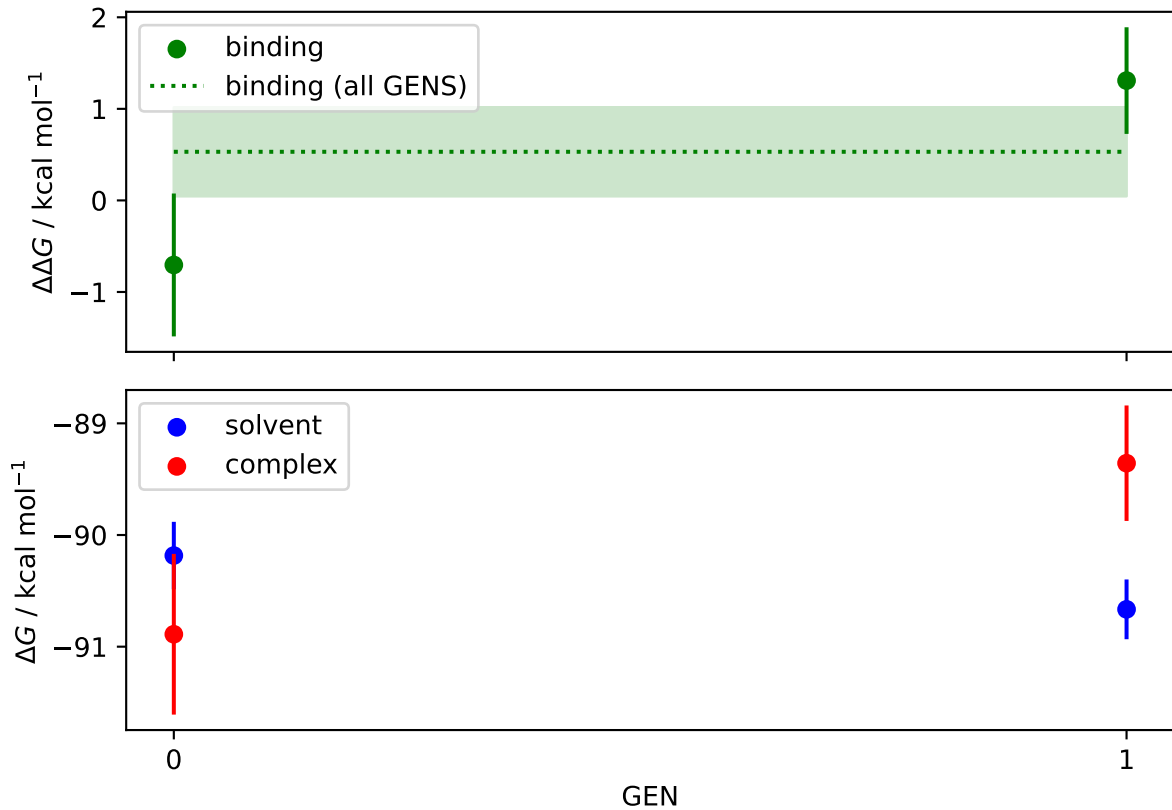 2
1
0
−1
ΔΔG / kcal mol⁻¹
binding
binding (all GENS)
−89
−90
−91
ΔG / kcal mol⁻¹
solvent
complex
0
1
GEN